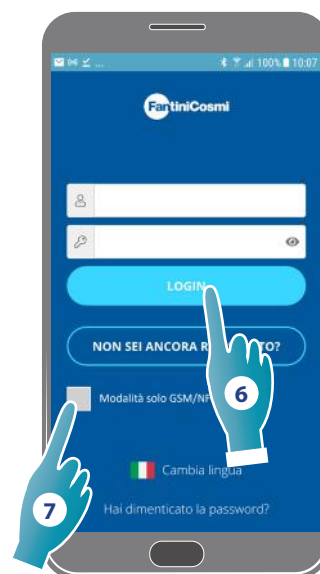 ... 100% 10:07
FantiniCosmi
LOGIN
NON SEI ANCORA
TO?
Modalità solo GSM/NF
6
Cambia lingua
7
Hai dimenticato la password?